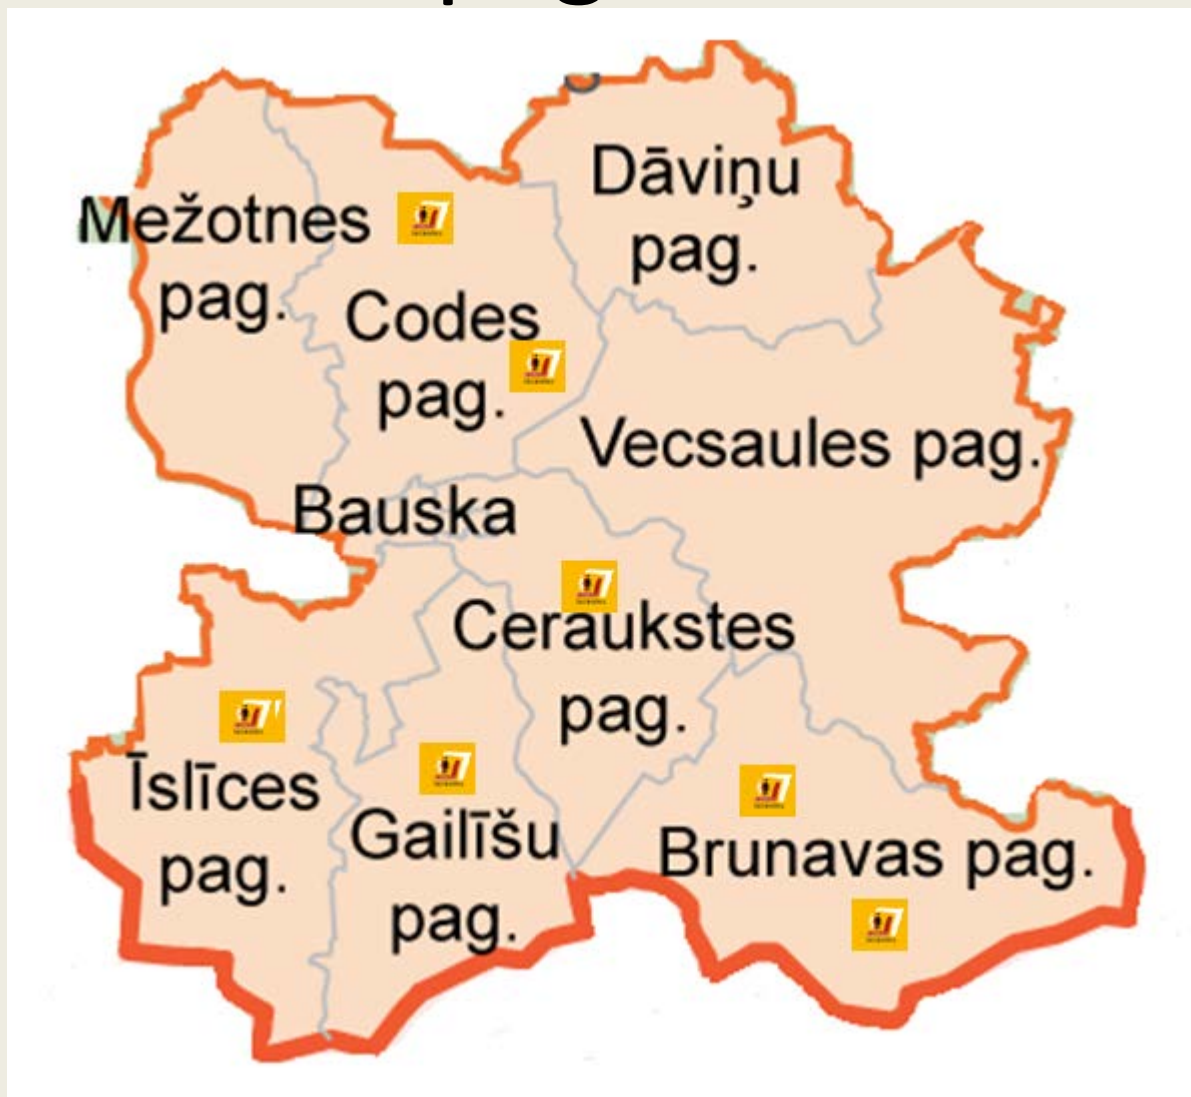 Dāviņu
pag.
Mežotnes
pag.
Codes
pag.
Vecsaules pag.
Bauska
Ceraukstes
pag.
Īslīces
pag.
Gailīšu
pag.
Brunavas pag.